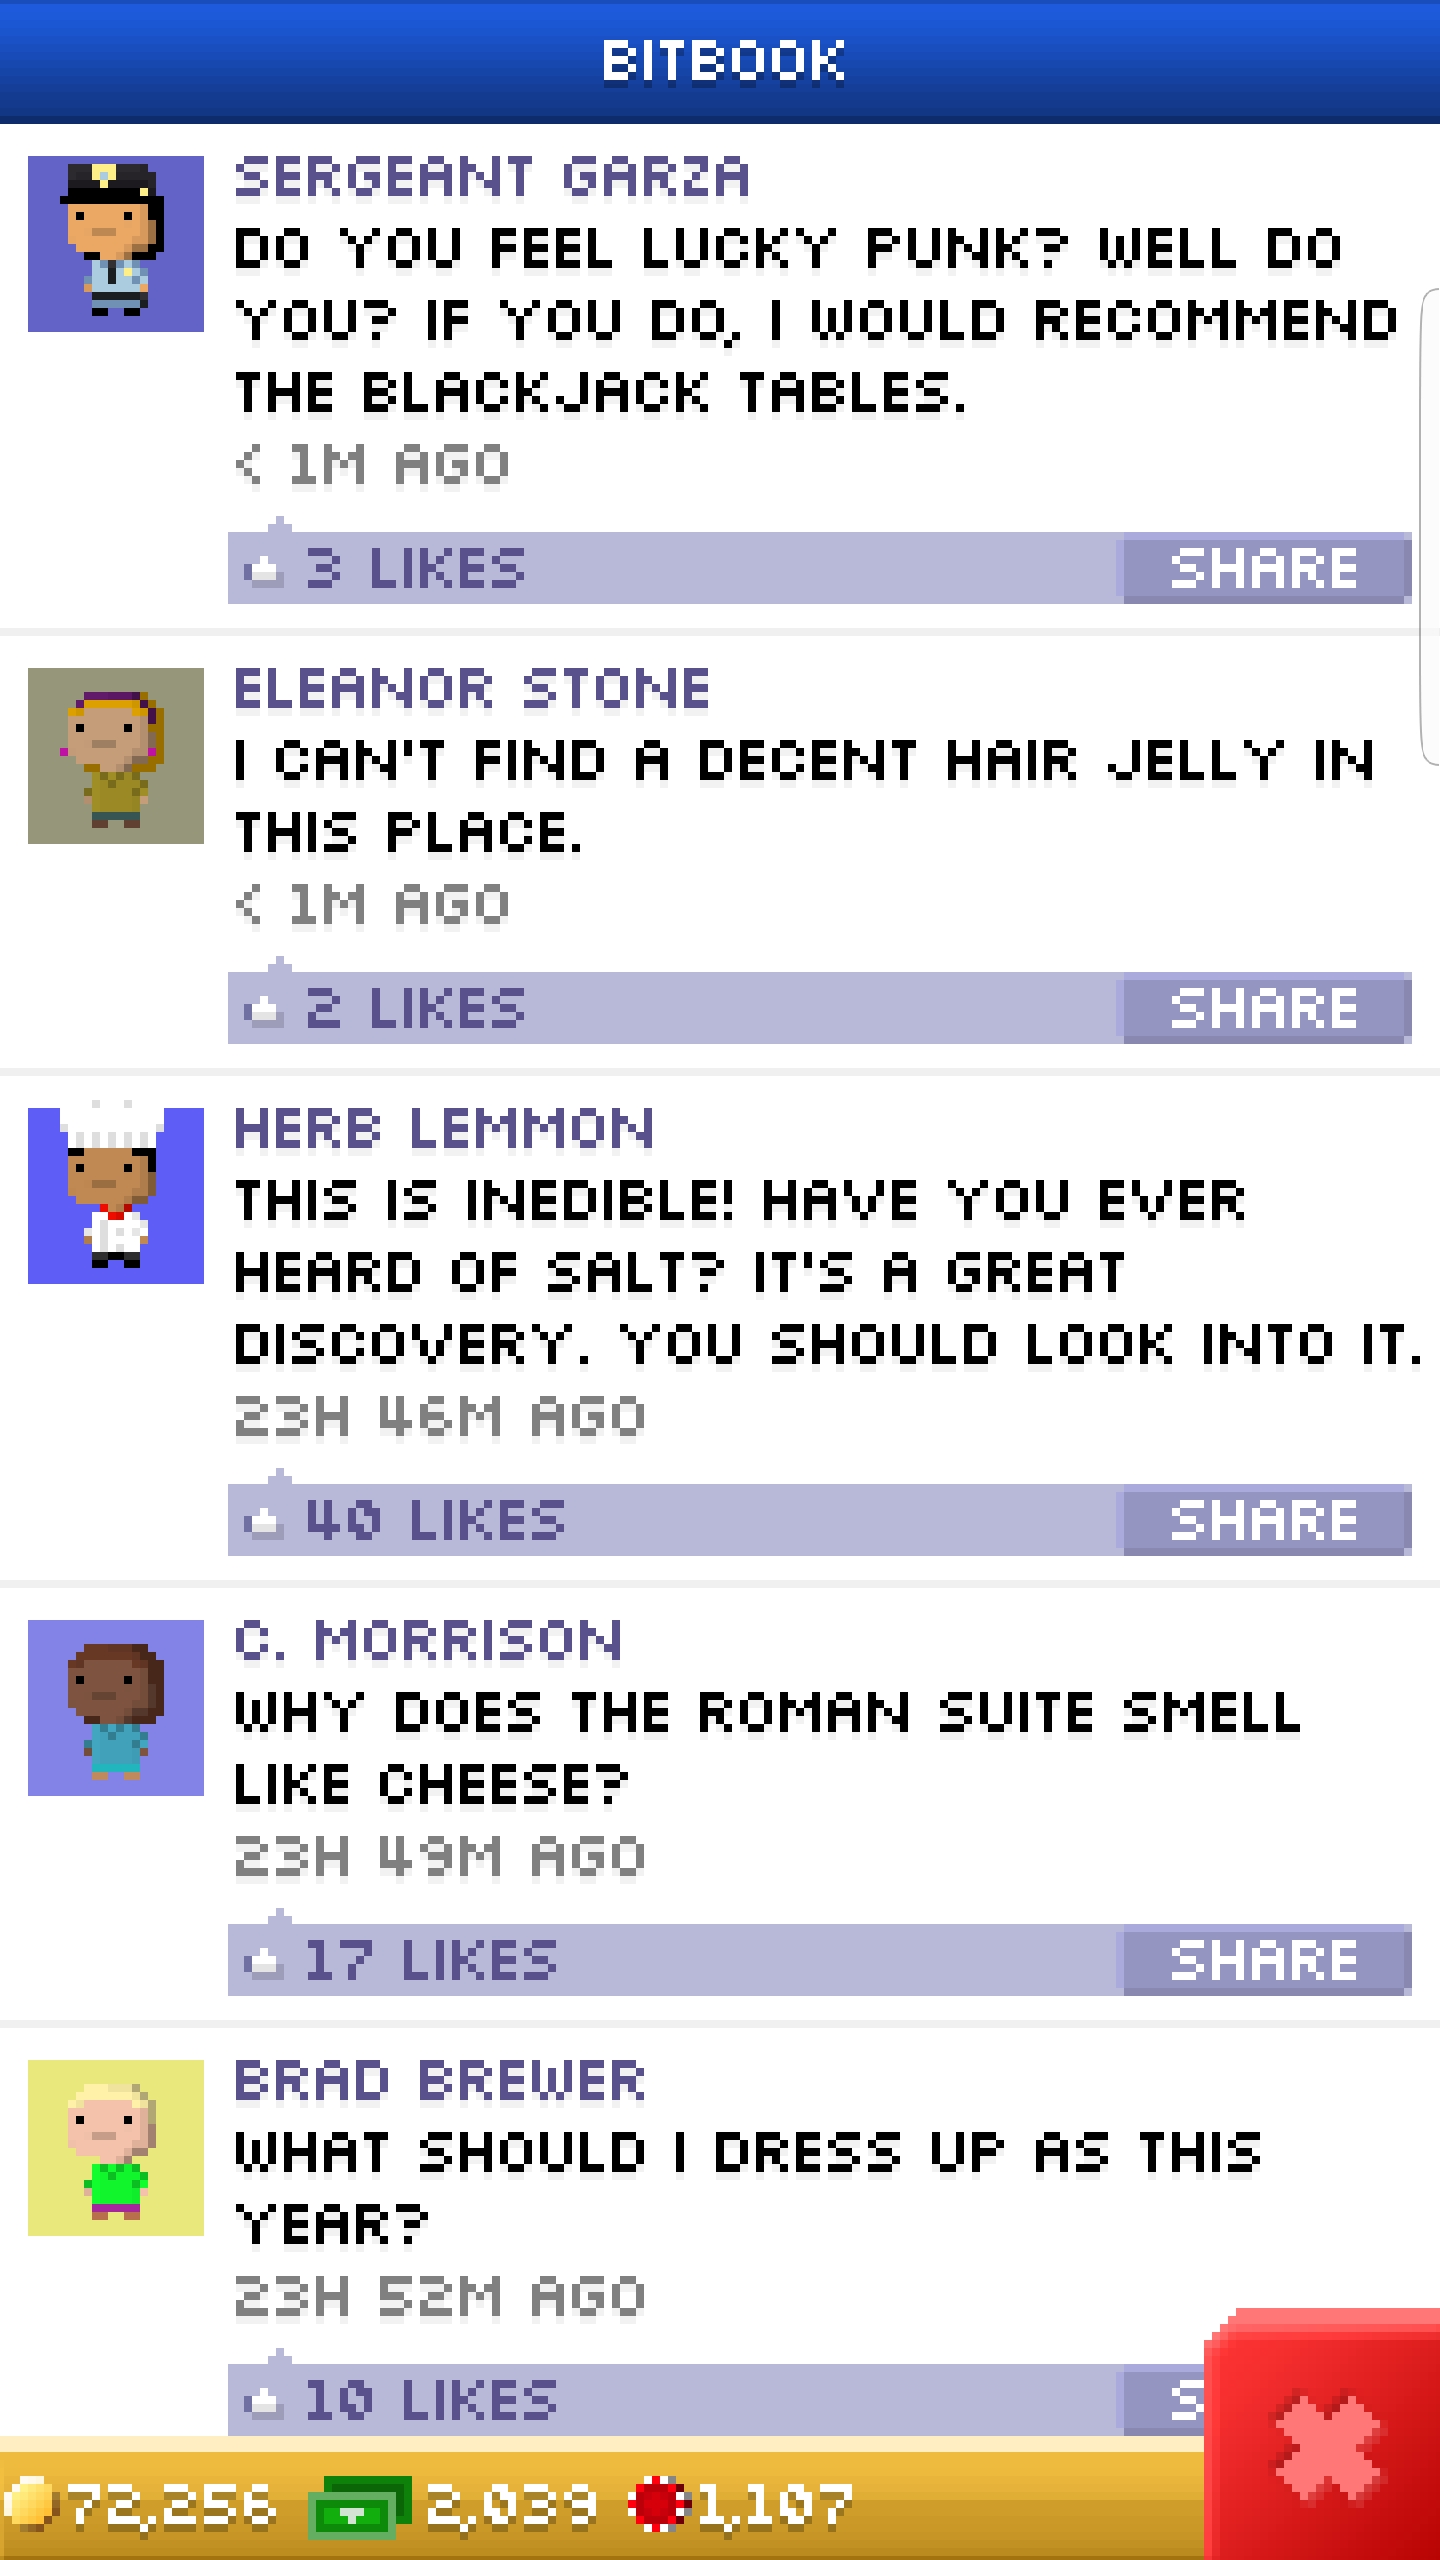 BITBOOK
SERGEANT GARZA
DO YOU FEEL LUCKY PUNK? WELL DO
YOU? IF YOU DO, I WOULD RECOMMEND
THE BLACKJACK TABLES.
< 1M AGO
3 LIKES SHARE
ELEANOR STONE
I CAN'T FIND A DECENT HAIR JELLY IN
THIS PLACE.
< 1M AGO
2 LIKES SHARE
HERB LEMMON
THIS IS INEDIBLE! HAVE YOU EVER
HEARD OF SALT? IT'S A GREAT
DISCOVERY. YOU SHOULD LOOK INTO IT.
23H 46M AGO
40 LIKES SHARE
C. MORRISON
WHY DOES THE ROMAN SUITE SMELL
LIKE CHEESE?
23H 49M AGO
17 LIKES SHARE
BRAD BREWER
WHAT SHOULD I DRESS UP AS THIS
YEAR?
23H 52M AGO
10 LIKES S
72,256 2,039 1,107